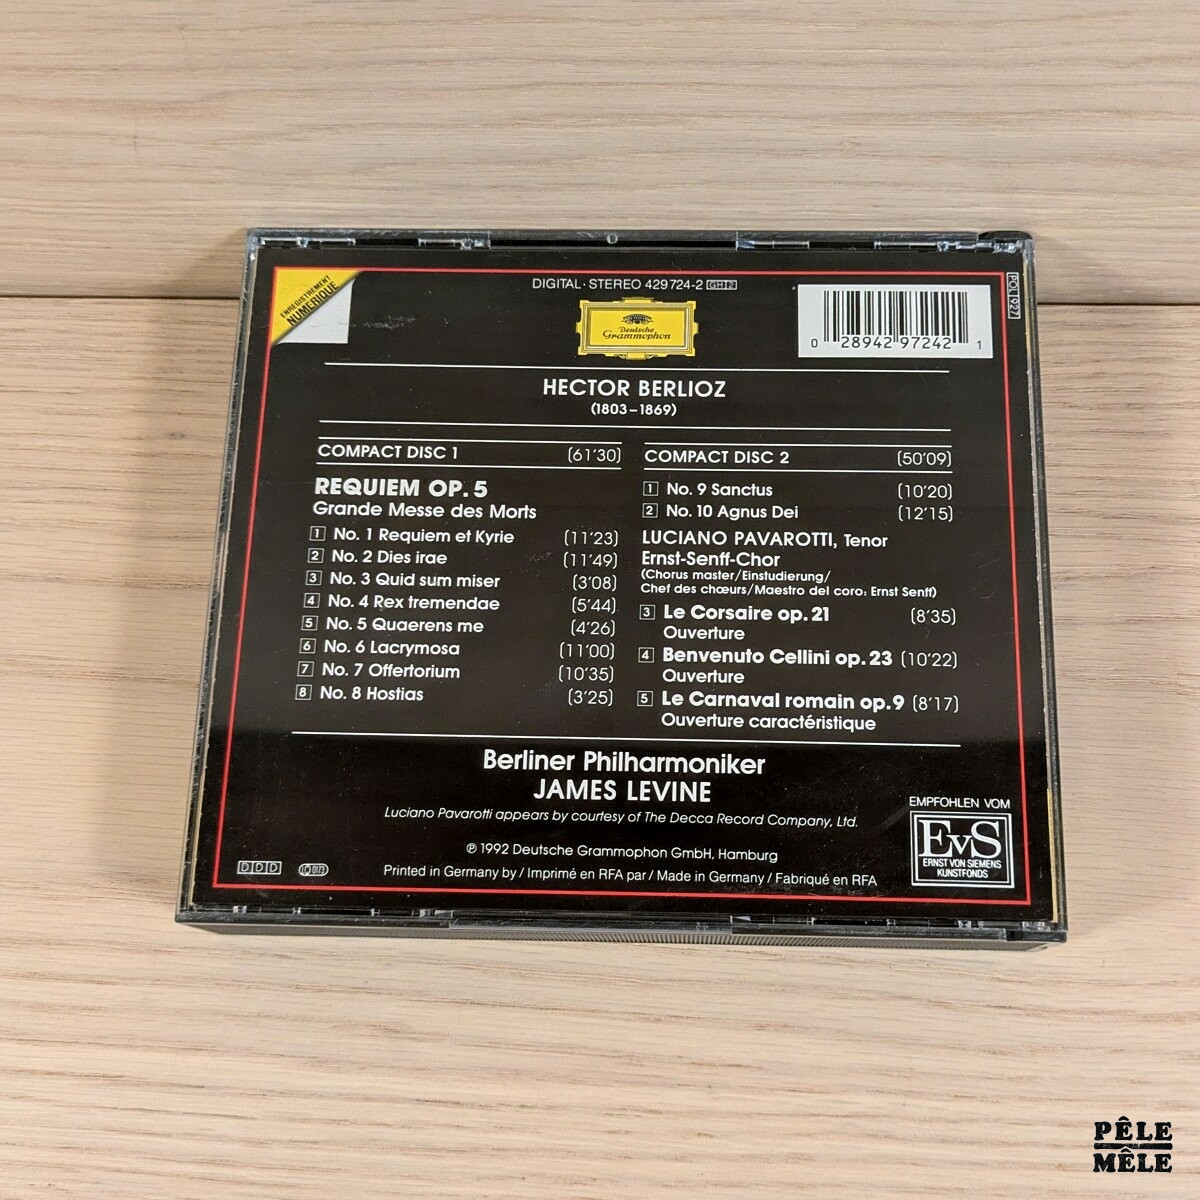 ENREGISTREMENT
NUMERIQUE
DIGITAL · STEREO 429 724-2 GH 2
Deutsche
Grammophon
0 28942 97242 1
POL 927
HECTOR BERLIOZ
(1803–1869)
COMPACT DISC 1 (61'30)
REQUIEM OP. 5
Grande Messe des Morts
1 No. 1 Requiem et Kyrie (11'23)
2 No. 2 Dies irae (11'49)
3 No. 3 Quid sum miser (3'08)
4 No. 4 Rex tremendae (5'44)
5 No. 5 Quaerens me (4'26)
6 No. 6 Lacrymosa (11'00)
7 No. 7 Offertorium (10'35)
8 No. 8 Hostias (3'25)
COMPACT DISC 2 (50'09)
1 No. 9 Sanctus (10'20)
2 No. 10 Agnus Dei (12'15)
LUCIANO PAVAROTTI, Tenor
Ernst-Senff-Chor
(Chorus master/Einstudierung/
Chef des chœurs/Maestro del coro: Ernst Senff)
3 Le Corsaire op. 21 (8'35)
Ouverture
4 Benvenuto Cellini op. 23 (10'22)
Ouverture
5 Le Carnaval romain op. 9 (8'17)
Ouverture caractéristique
Berliner Philharmoniker
JAMES LEVINE
Luciano Pavarotti appears by courtesy of The Decca Record Company, Ltd.
℗ 1992 Deutsche Grammophon GmbH, Hamburg
Printed in Germany by / Imprimé en RFA par / Made in Germany / Fabriqué en RFA
DDD
LC 0173
EMPFOHLEN VOM
EvS
ERNST VON SIEMENS
KUNSTFONDS
PÊLE
MÊLE